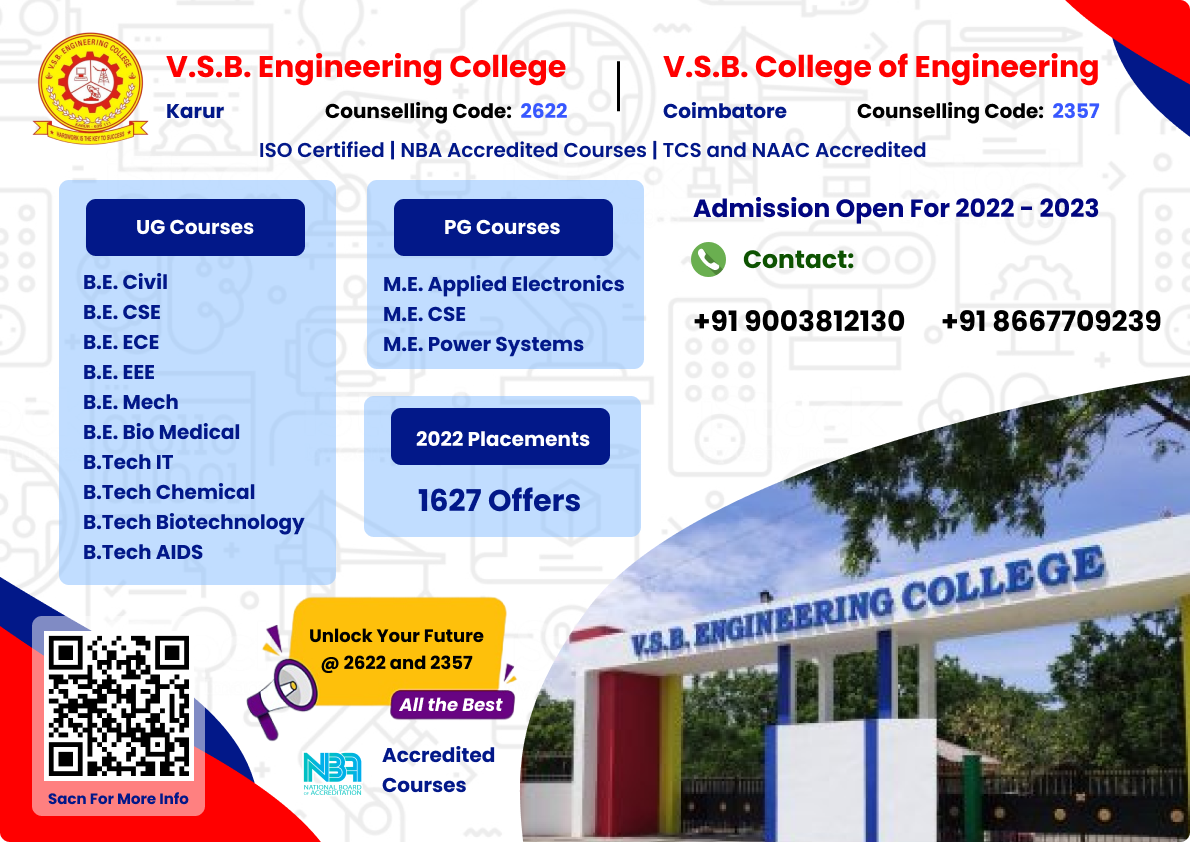 V.S.B. ENGINEERING COLLEGE
HARDWORK IS THE KEY TO SUCCESS
V.S.B. Engineering College
Karur Counselling Code: 2622
V.S.B. College of Engineering
Coimbatore Counselling Code: 2357
ISO Certified | NBA Accredited Courses | TCS and NAAC Accredited
UG Courses
B.E. Civil
B.E. CSE
B.E. ECE
B.E. EEE
B.E. Mech
B.E. Bio Medical
B.Tech IT
B.Tech Chemical
B.Tech Biotechnology
B.Tech AIDS
PG Courses
M.E. Applied Electronics
M.E. CSE
M.E. Power Systems
2022 Placements
1627 Offers
Admission Open For 2022 - 2023
Contact:
+91 9003812130 +91 8667709239
V.S.B. ENGINEERING COLLEGE
Unlock Your Future
@ 2622 and 2357
All the Best
NBA
NATIONAL BOARD
of ACCREDITATION
Accredited
Courses
Sacn For More Info